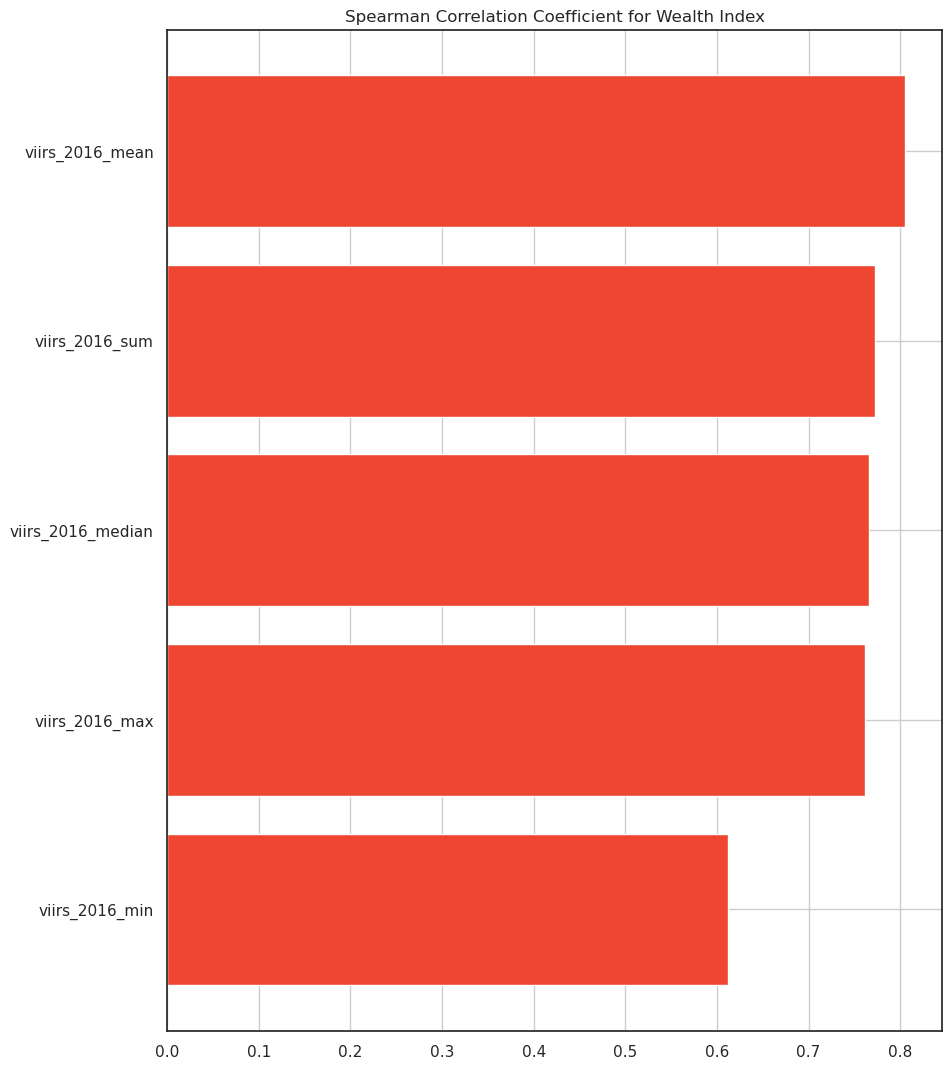 Spearman Correlation Coefficient for Wealth Index
viirs_2016_mean
viirs_2016_sum
viirs_2016_median
viirs_2016_max
viirs_2016_min
0.0 0.1 0.2 0.3 0.4 0.5 0.6 0.7 0.8